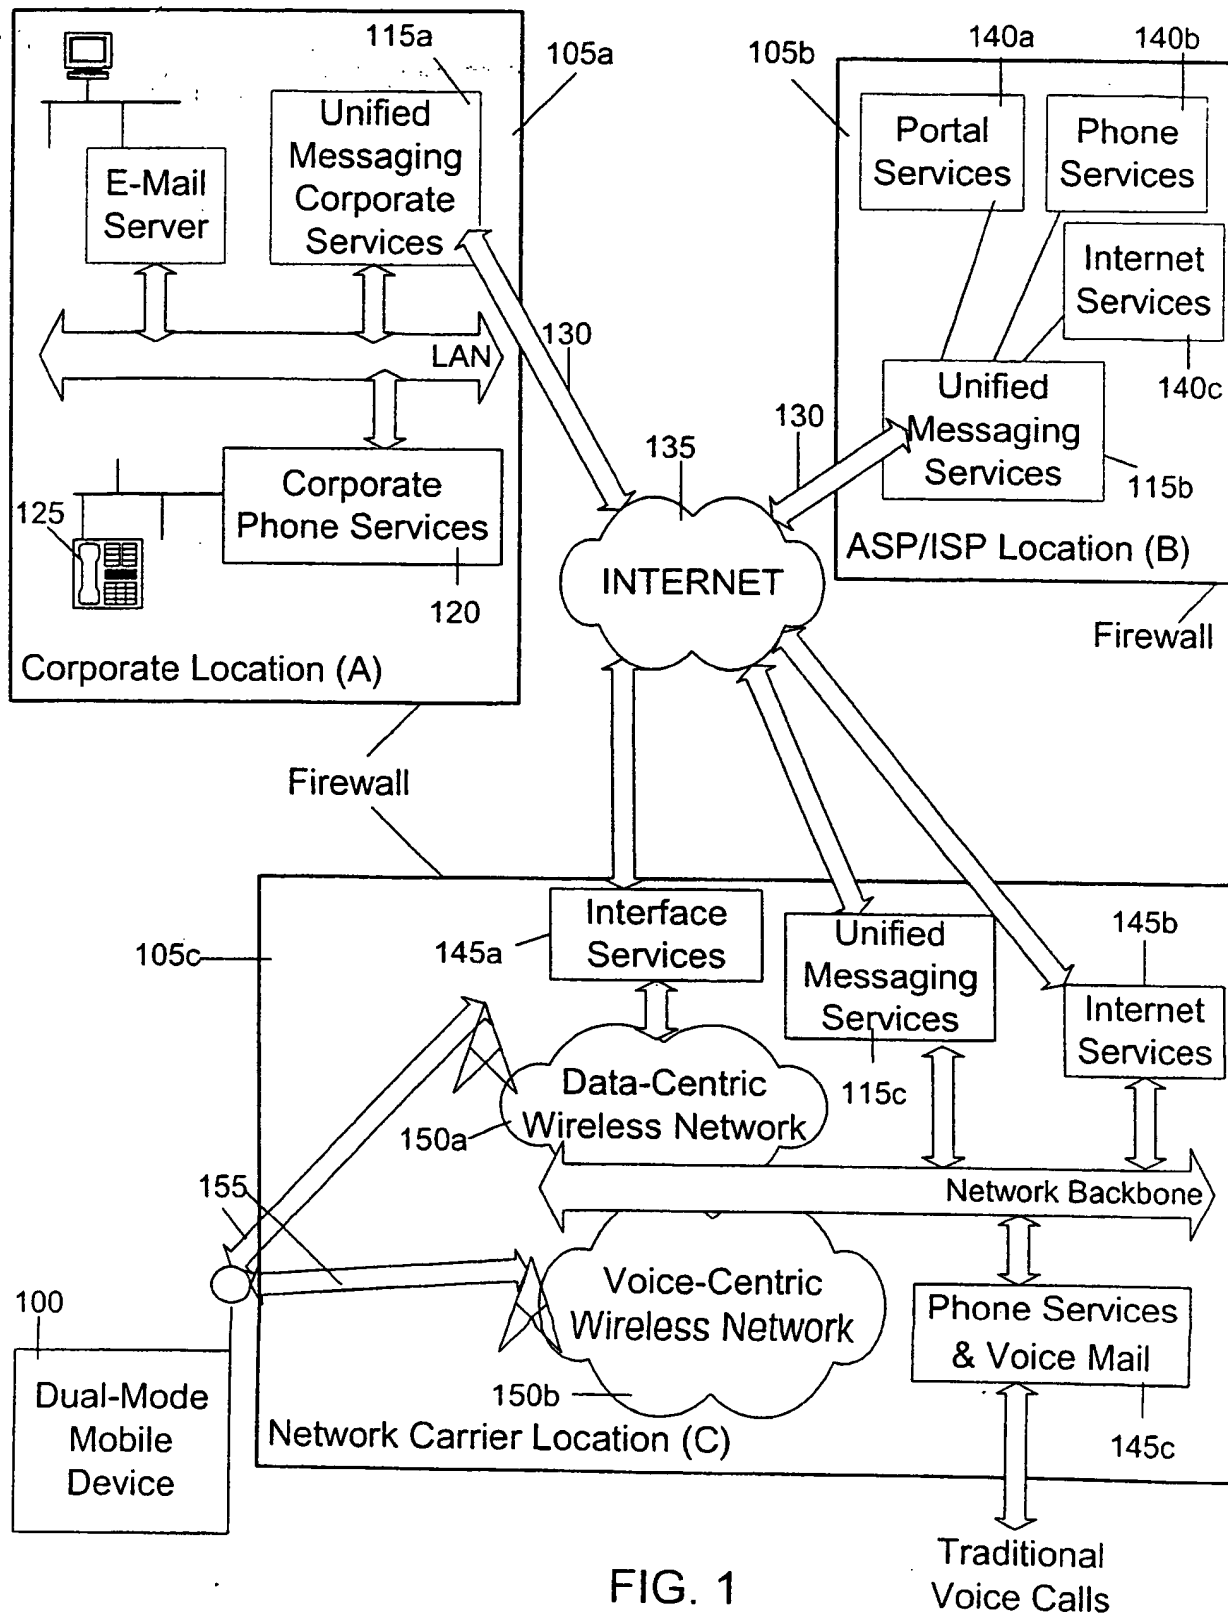 115a
105a
Unified
Messaging
Corporate
Services
E-Mail
Server
LAN
130
Corporate
Phone Services
125
120
Corporate Location (A)
140a
140b
105b
Portal
Services
Phone
Services
Internet
Services
140c
Unified
Messaging
Services
130
115b
ASP/ISP Location (B)
Firewall
135
INTERNET
Firewall
105c
145a
Interface
Services
Unified
Messaging
Services
115c
145b
Internet
Services
Data-Centric
Wireless Network
150a
Network Backbone
155
Voice-Centric
Wireless Network
150b
Phone Services
& Voice Mail
145c
Network Carrier Location (C)
100
Dual-Mode
Mobile
Device
Traditional
Voice Calls
FIG. 1